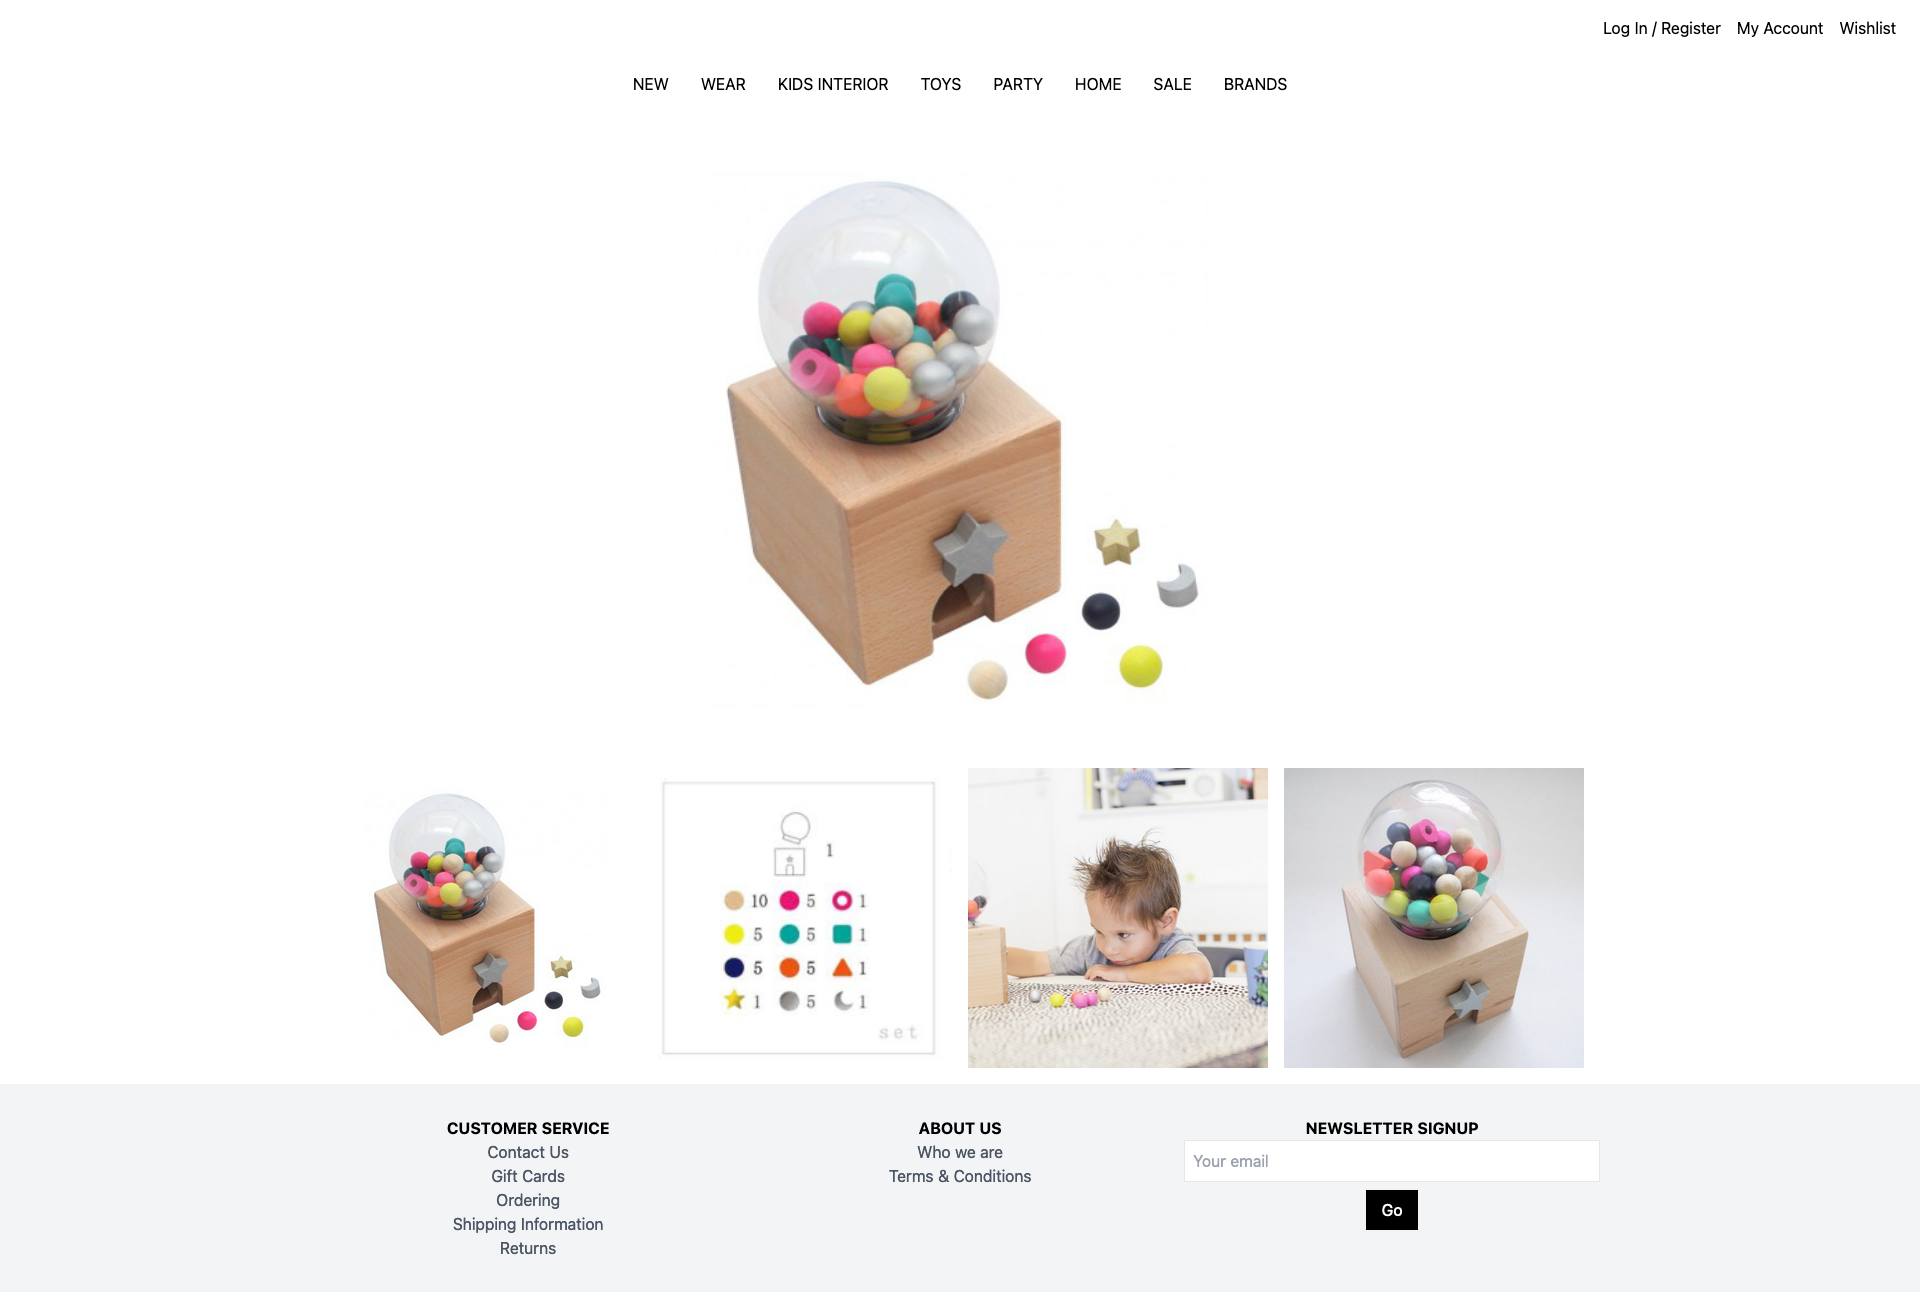 Log In / Register My Account Wishlist
NEW WEAR KIDS INTERIOR TOYS PARTY HOME SALE BRANDS
1
10 5 1
5 5 1
5 5 1
1 5 1
set
CUSTOMER SERVICE
Contact Us
Gift Cards
Ordering
Shipping Information
Returns
ABOUT US
Who we are
Terms & Conditions
NEWSLETTER SIGNUP
Your email
Go